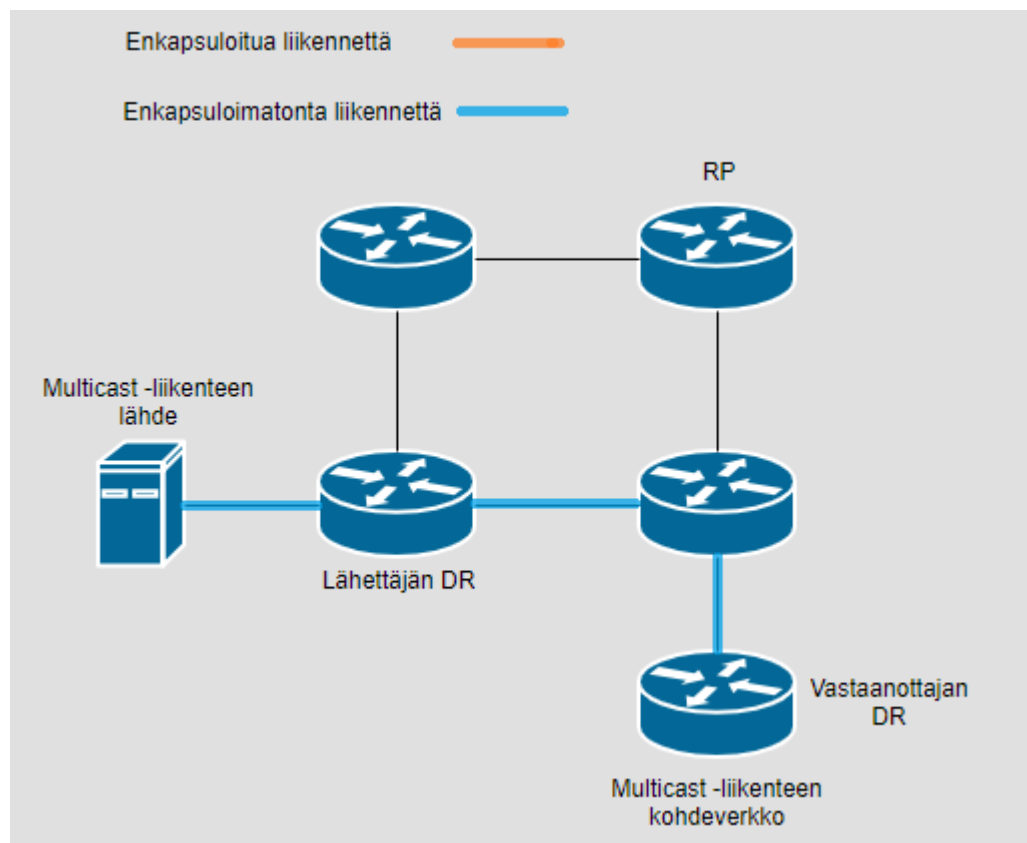 Enkapsuloitua liikennettä
Enkapsuloimatonta liikennettä
RP
Multicast -liikenteen
lähde
Lähettäjän DR
Vastaanottajan
DR
Multicast -liikenteen
kohdeverkko